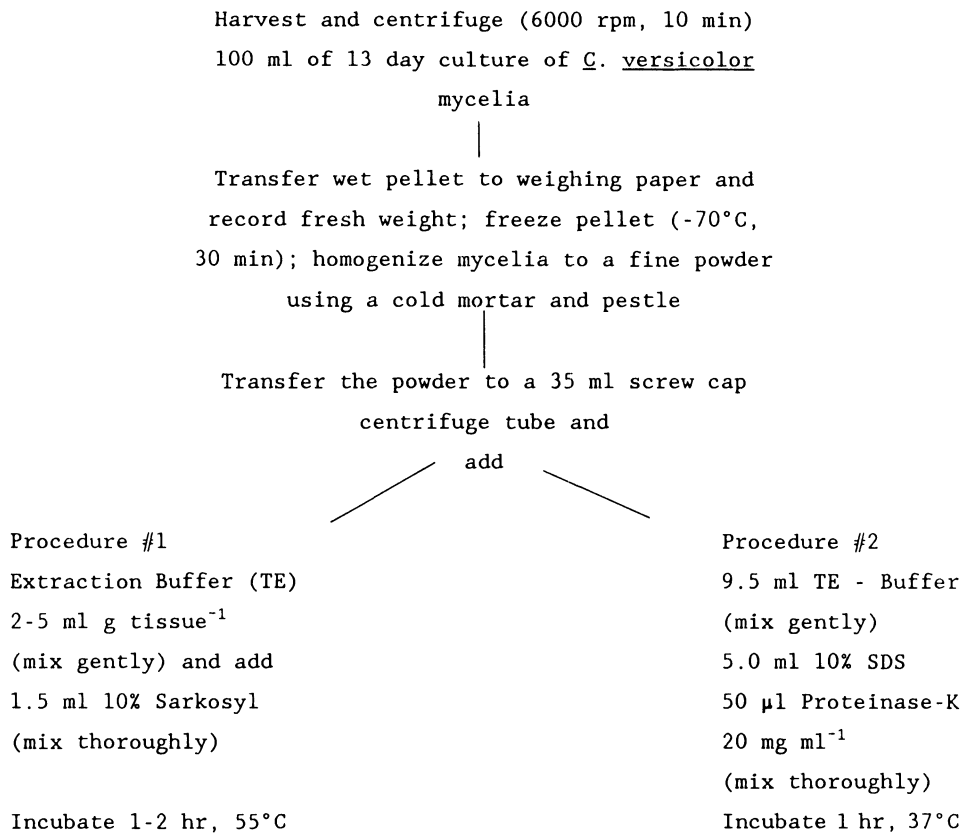 Harvest and centrifuge (6000 rpm, 10 min)
100 ml of 13 day culture of C. versicolor
mycelia
Transfer wet pellet to weighing paper and
record fresh weight; freeze pellet (-70°C,
30 min); homogenize mycelia to a fine powder
using a cold mortar and pestle
Transfer the powder to a 35 ml screw cap
centrifuge tube and
add
Procedure #1
Extraction Buffer (TE)
2-5 ml g tissue⁻¹
(mix gently) and add
1.5 ml 10% Sarkosyl
(mix thoroughly)
Incubate 1-2 hr, 55°C
Procedure #2
9.5 ml TE - Buffer
(mix gently)
5.0 ml 10% SDS
50 µl Proteinase-K
20 mg ml⁻¹
(mix thoroughly)
Incubate 1 hr, 37°C